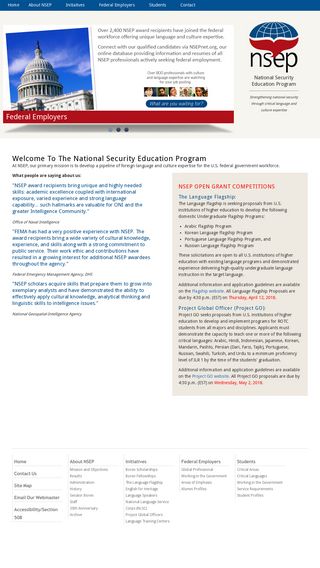 Home About NSEP Initiatives Federal Employers Students Contact
Over 2,400 NSEP award recipients have joined the federal
workforce offering unique language and culture expertise.
Connect with our qualified candidates via NSEPnet.org, our
online database providing access to resumes and profiles of all
NSEP professionals actively seeking federal employment.
Over 800 professionals with culture
and language expertise are waiting
for your job posting.
What are you waiting for?
Federal Employers
nsep
National Security
Education Program
Strengthening national security
through critical language and
culture expertise
Welcome To The National Security Education Program
At NSEP, our primary mission is to develop a pipeline of foreign language and culture expertise for the U.S. federal government workforce.
What people are saying about us:
"NSEP award recipients bring unique and highly needed
skills: academic excellence coupled with international
exposure, varied experience and strong language
capability... such hallmarks are valuable for ONI and the
greater Intelligence Community."
Office of Naval Intelligence
"FEMA has had a very positive experience with NSEP. The
award recipients bring a wide variety of cultural knowledge,
experience, and skills along with a strong commitment to
public service. Their work ethic and contributions have
resulted in a growing interest for additional NSEP awardees
throughout the agency."
Federal Emergency Management Agency, DHS
"NSEP scholars acquire skills that prepare them to grow into
exemplary analysts and have demonstrated the ability to
effectively apply cultural knowledge, analytical thinking and
linguistic skills to intelligence issues."
National Geospatial-Intelligence Agency
NSEP OPEN GRANT COMPETITIONS
The Language Flagship:
The Language Flagship is seeking proposals from U.S.
institutions of higher education to develop the following
domestic Undergraduate Flagship Programs:
• Arabic Flagship Program
• Korean Language Flagship Program
• Portuguese Language Flagship Program, and
• Russian Language Flagship Program
These solicitations are open to all U.S. institutions of higher
education with existing language programs and demonstrated
experience delivering high-quality undergraduate language
instruction in the target language.
Additional information and application guidelines are available
on the Flagship website. All Language Flagship Proposals are
due by 4:30 p.m. (EST) on Thursday, April 12, 2018.
Project Global Officer (Project GO):
Project GO seeks proposals from U.S. institutions of higher
education to develop and implement programs for ROTC
students from all majors and disciplines. Applicants must
demonstrate the capacity to teach one or more of the following
critical languages: Arabic, Hindi, Indonesian, Japanese, Korean,
Mandarin, Pashto, Persian (Dari, Farsi, Tajik), Portuguese,
Russian, Swahili, Turkish, and Urdu to a minimum proficiency
level of ILR 1 by the time of the students' graduation.
Additional information and application guidelines are available
on the Project GO website. All Project GO proposals are due by
4:30 p.m. (EST) on Wednesday, May 2, 2018.
Home
Contact Us
Site Map
Email Our Webmaster
Accessibility/Section
508
About NSEP
Mission and Objectives
Results
Administration
History
Senator Boren
Staff
20th Anniversary
Archive
Initiatives
Boren Scholarships
Boren Fellowships
The Language Flagship
English for Heritage
Language Speakers
National Language Service
Corps (NLSC)
Project Global Officers
Language Training Centers
Federal Employers
Global Professional
Working in the Government
Areas of Emphasis
Alumni Profiles
Students
Critical Areas
Critical Languages
Working in the Government
Service Requirements
Student Profiles